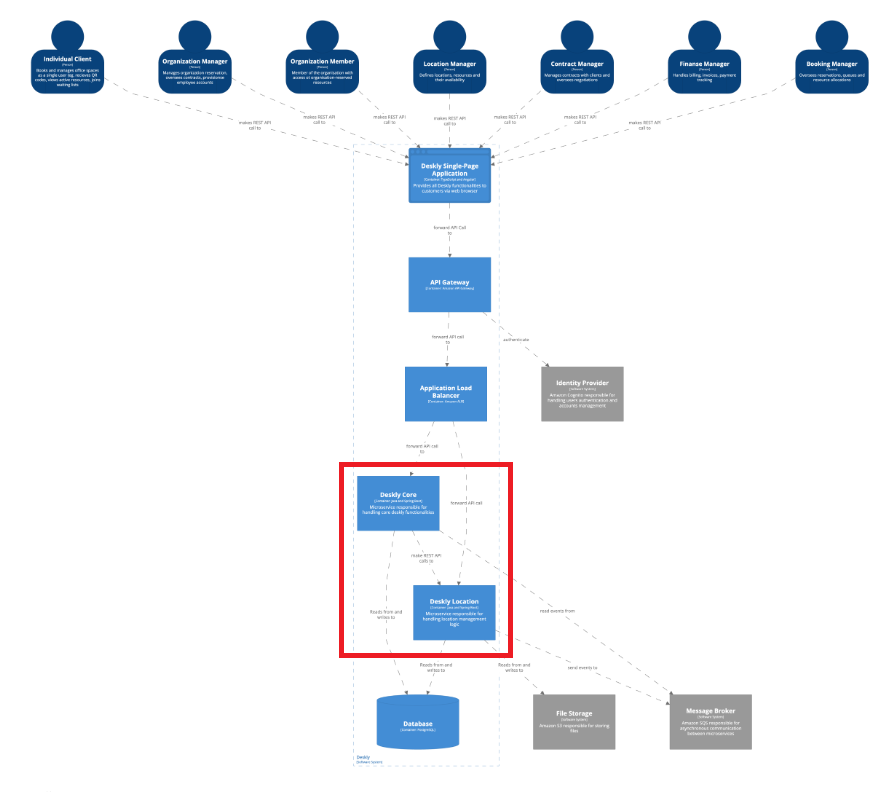 Individual Client
[Person]
Books and manages office spaces
as a single user (eg. recieves QR
codes, views active resources, joins
waiting lists
Organization Manager
[Person]
Manages organization reservation,
oversees contracts, provisiones
employee accounts
Organization Member
[Person]
Member of the organization with
access ot organization reserved
resources
Location Manager
[Person]
Defines locations, resources and
their availability
Contract Manager
[Person]
Manages contracts with clients and
oversees negotiations
Finance Manager
[Person]
Handles billing, invoices, payment
tracking
Booking Manager
[Person]
Oversees reservations, queues and
resource allocations
makes REST API
call to
makes REST API
call to
makes REST API
call to
makes REST API
call to
makes REST API
call to
makes REST API
call to
makes REST API
call to
Deskly Single-Page
Application
[Container: TypeScript and Angular]
Provides all Deskly functionalities to
customers via web browser
forward API Call
to
API Gateway
[Container: Amazon API Gateway]
forward API call
to
authenticate
Application Load
Balancer
[Container: Amazon ALB]
Identity Provider
[Software System]
Amazon Cognito responsible for
handling users authentication and
accounts management
forward API call
to
Deskly Core
[Container: Java and Spring Boot]
Microservice responsible for
handling core deskly functionalities
forward API call
make REST API
calls to
Deskly Location
[Container: Java and Spring Boot]
Microservice responsible for
handling location management
logic
Reads from and
writes to
read events from
Reads from and
writes to
Reads from and
writes to
send events to
Database
[Container: PostgreSQL]
File Storage
[Software System]
Amazon S3 responsible for storing
files
Message Broker
[Software System]
Amazon SQS responsible for
asynchronous communication
between microservices
Deskly
[Software System]